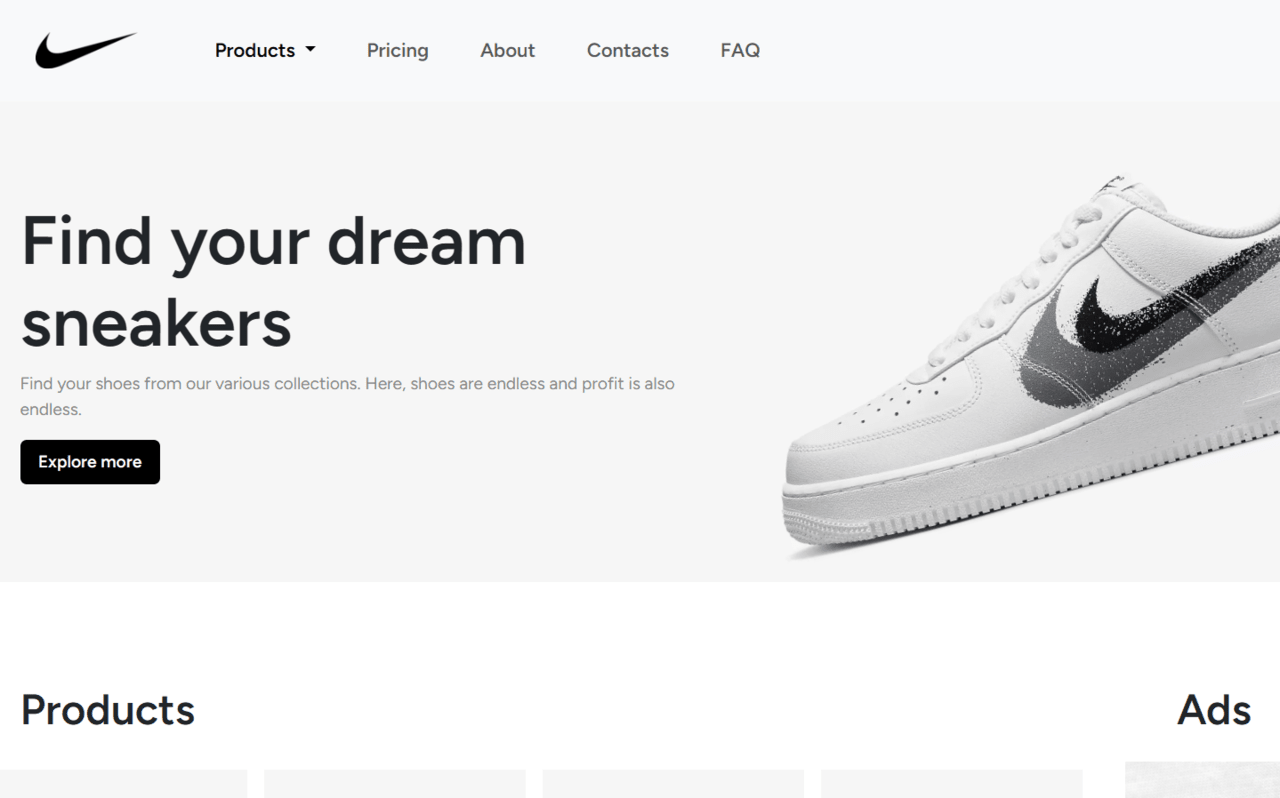 Products
Pricing
About
Contacts
FAQ
Find your dream
sneakers
Find your shoes from our various collections. Here, shoes are endless and profit is also
endless.
Explore more
Products
Ads